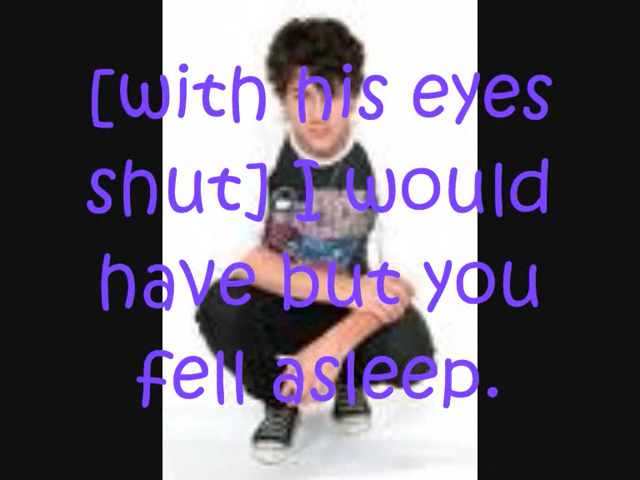 [with his eyes
shut] I would
have but you
fell asleep.